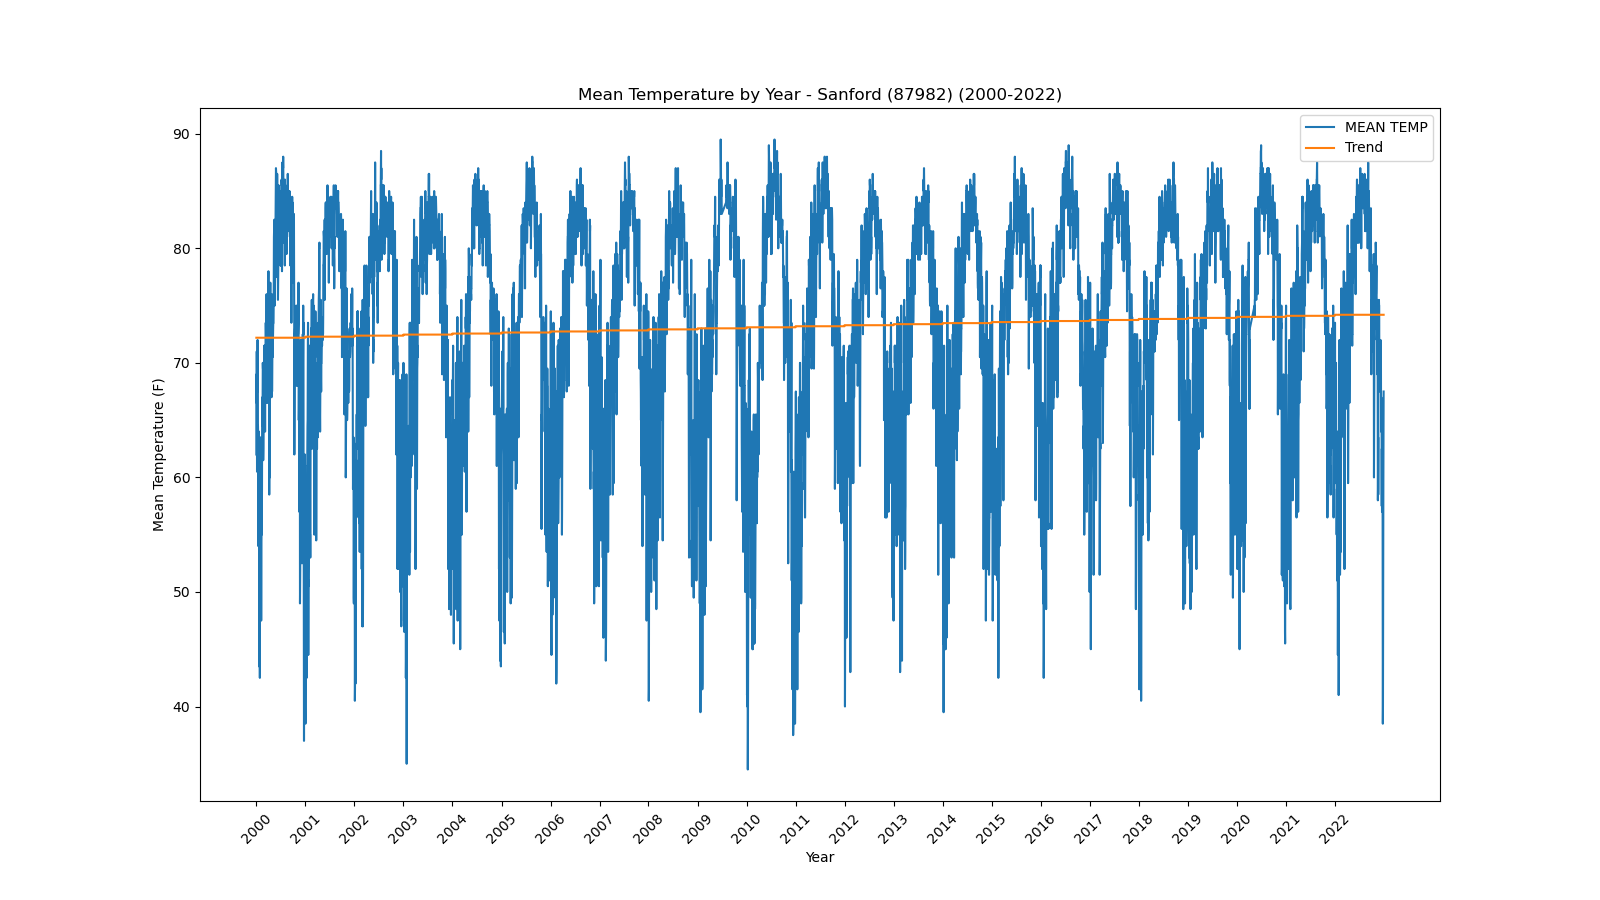 Mean Temperature by Year - Sanford (87982) (2000-2022)
MEAN TEMP
Trend
90
80
70
60
50
40
Mean Temperature (F)
2000 2001 2002 2003 2004 2005 2006 2007 2008 2009 2010 2011 2012 2013 2014 2015 2016 2017 2018 2019 2020 2021 2022
Year